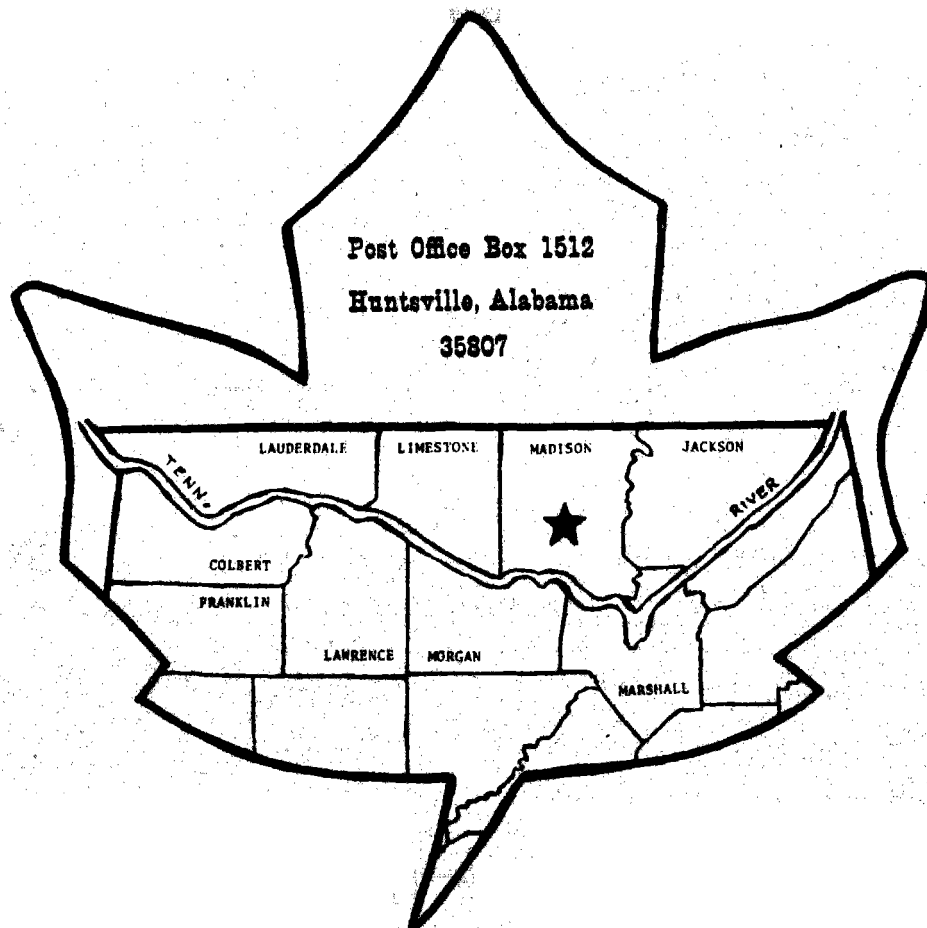 Post Office Box 1512
Huntsville, Alabama
35807
LAUDERDALE
LIMESTONE
MADISON
JACKSON
TENN.
RIVER
COLBERT
FRANKLIN
LAWRENCE
MORGAN
MARSHALL